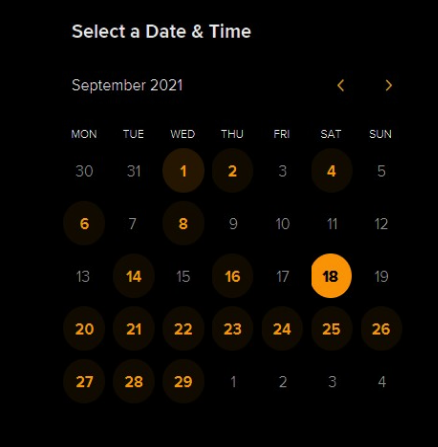 Select a Date & Time
September 2021
MON TUE WED THU FRI SAT SUN
30 31 1 2 3 4 5
6 7 8 9 10 11 12
13 14 15 16 17 18 19
20 21 22 23 24 25 26
27 28 29 1 2 3 4